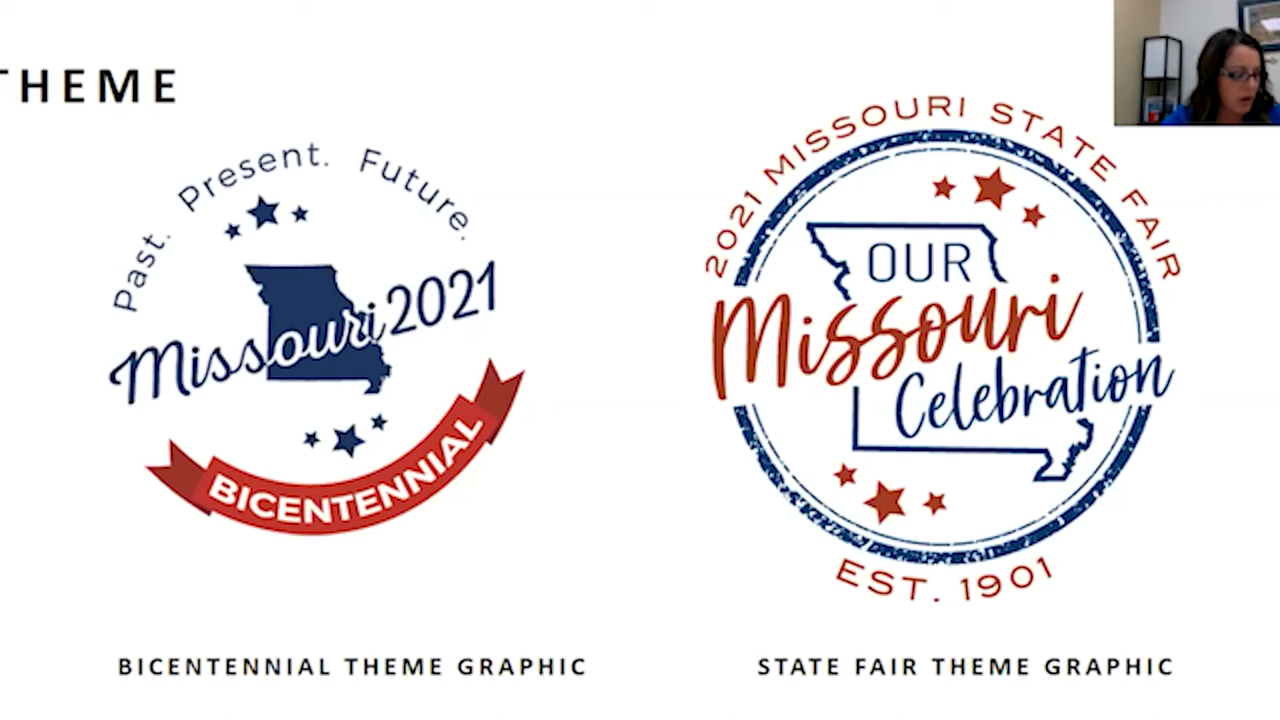 THEME
Past. Present. Future.
Missouri 2021
BICENTENNIAL
BICENTENNIAL THEME GRAPHIC
2021 MISSOURI STATE FAIR
OUR
Missouri
Celebration
EST. 1901
STATE FAIR THEME GRAPHIC